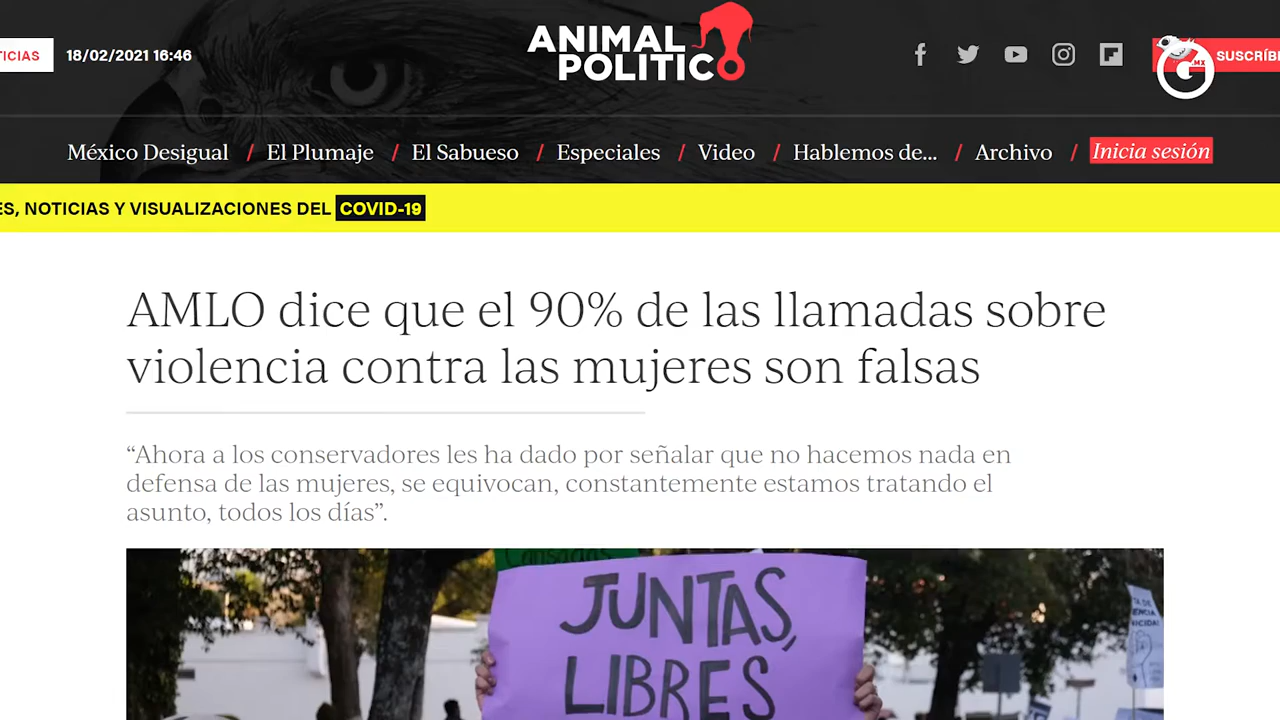 TICIAS
18/02/2021 16:46
ANIMAL
POLITICO
SUSCRÍB
México Desigual / El Plumaje / El Sabueso / Especiales / Video / Hablemos de... / Archivo / Inicia sesión
ES, NOTICIAS Y VISUALIZACIONES DEL COVID-19
AMLO dice que el 90% de las llamadas sobre
violencia contra las mujeres son falsas
“Ahora a los conservadores les ha dado por señalar que no hacemos nada en
defensa de las mujeres, se equivocan, constantemente estamos tratando el
asunto, todos los días”.
Cansadas
JUNTAS,
LIBRES